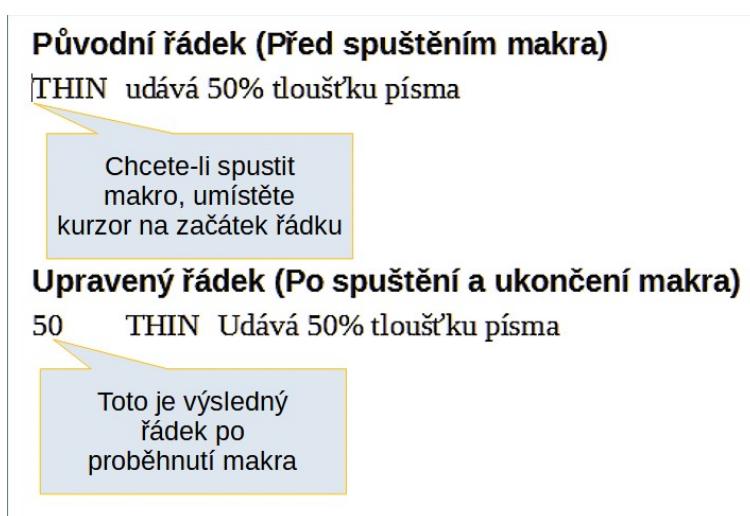 Původní řádek (Před spuštěním makra)
THIN udává 50% tloušťku písma
Chcete-li spustit
makro, umístěte
kurzor na začátek řádku
Upravený řádek (Po spuštění a ukončení makra)
50 THIN Udává 50% tloušťku písma
Toto je výsledný
řádek po
proběhnutí makra